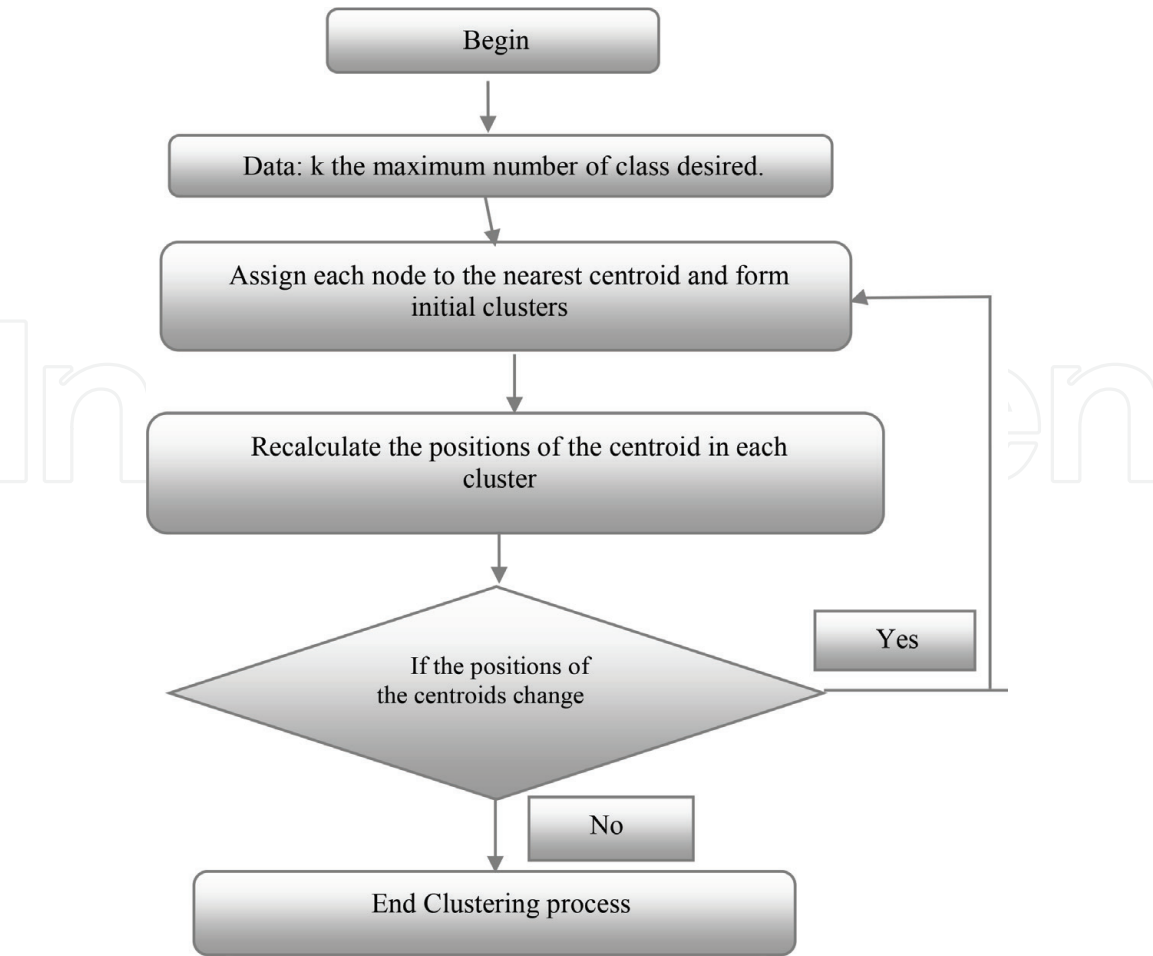 Begin
Data: k the maximum number of class desired.
Assign each node to the nearest centroid and form
initial clusters
Recalculate the positions of the centroid in each
cluster
If the positions of
the centroids change
Yes
No
End Clustering process